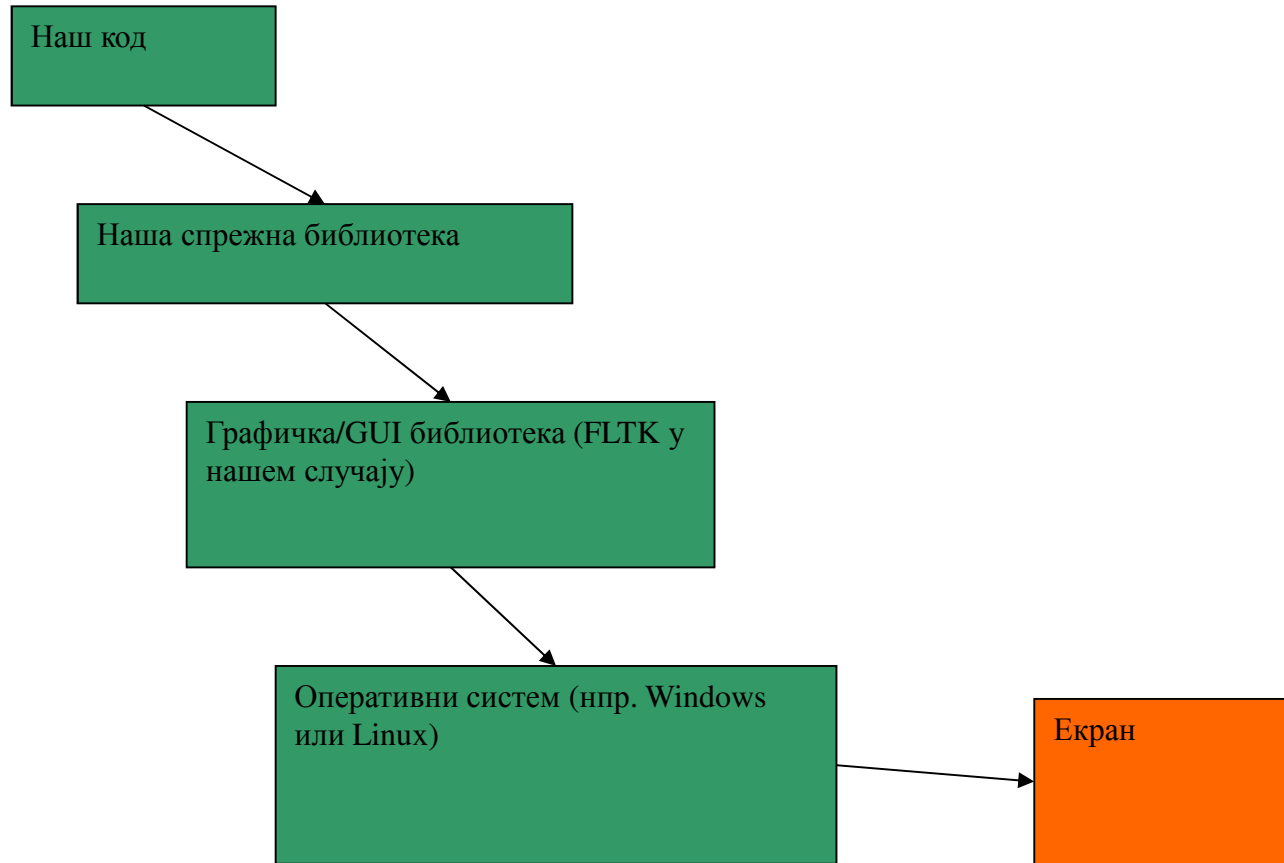 Наш код
Наша спрежна библиотека
Графичка/GUI библиотека (FLTK у
нашем случају)
Оперативни систем (нпр. Windows
или Linux)
Екран